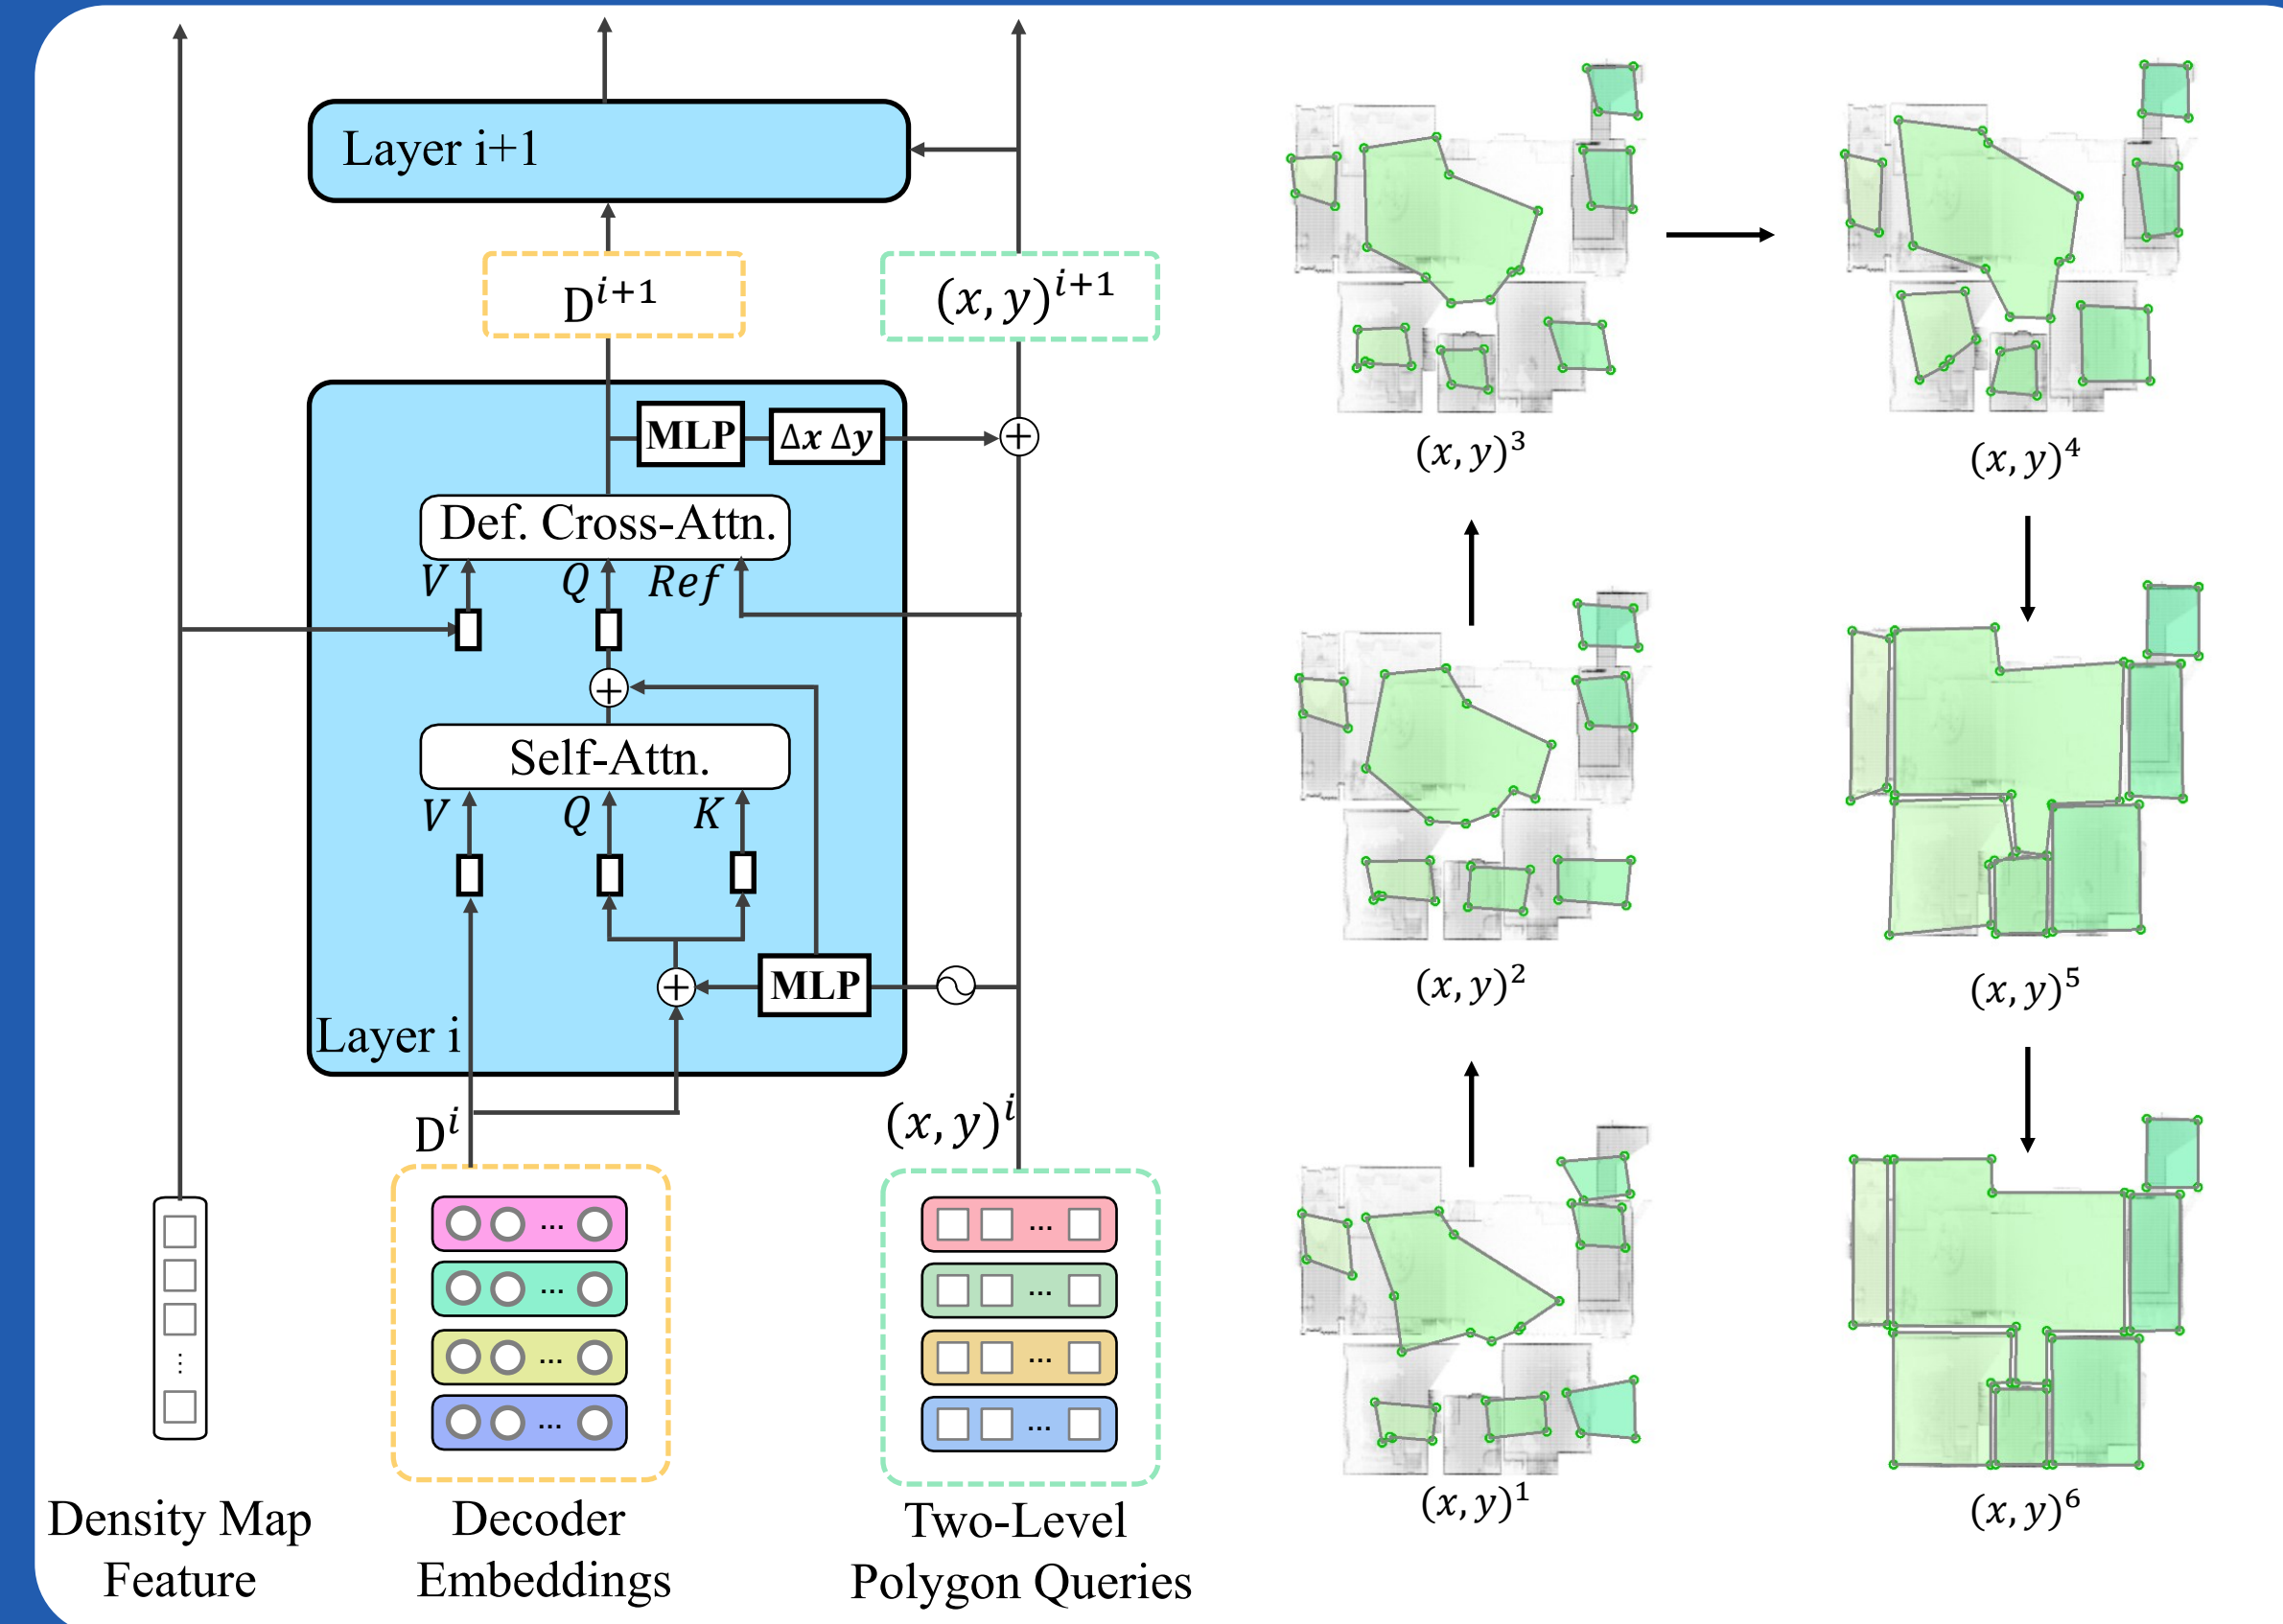 Layer i+1
D^{i+1}
(x, y)^{i+1}
MLP
Δx Δy
Def. Cross-Attn.
V
Q
Ref
Self-Attn.
V
Q
K
MLP
Layer i
D^i
(x, y)^i
...
...
...
...
...
...
...
...
⋮
Density Map
Feature
Decoder
Embeddings
Two-Level
Polygon Queries
(x, y)^3
(x, y)^4
(x, y)^2
(x, y)^5
(x, y)^1
(x, y)^6